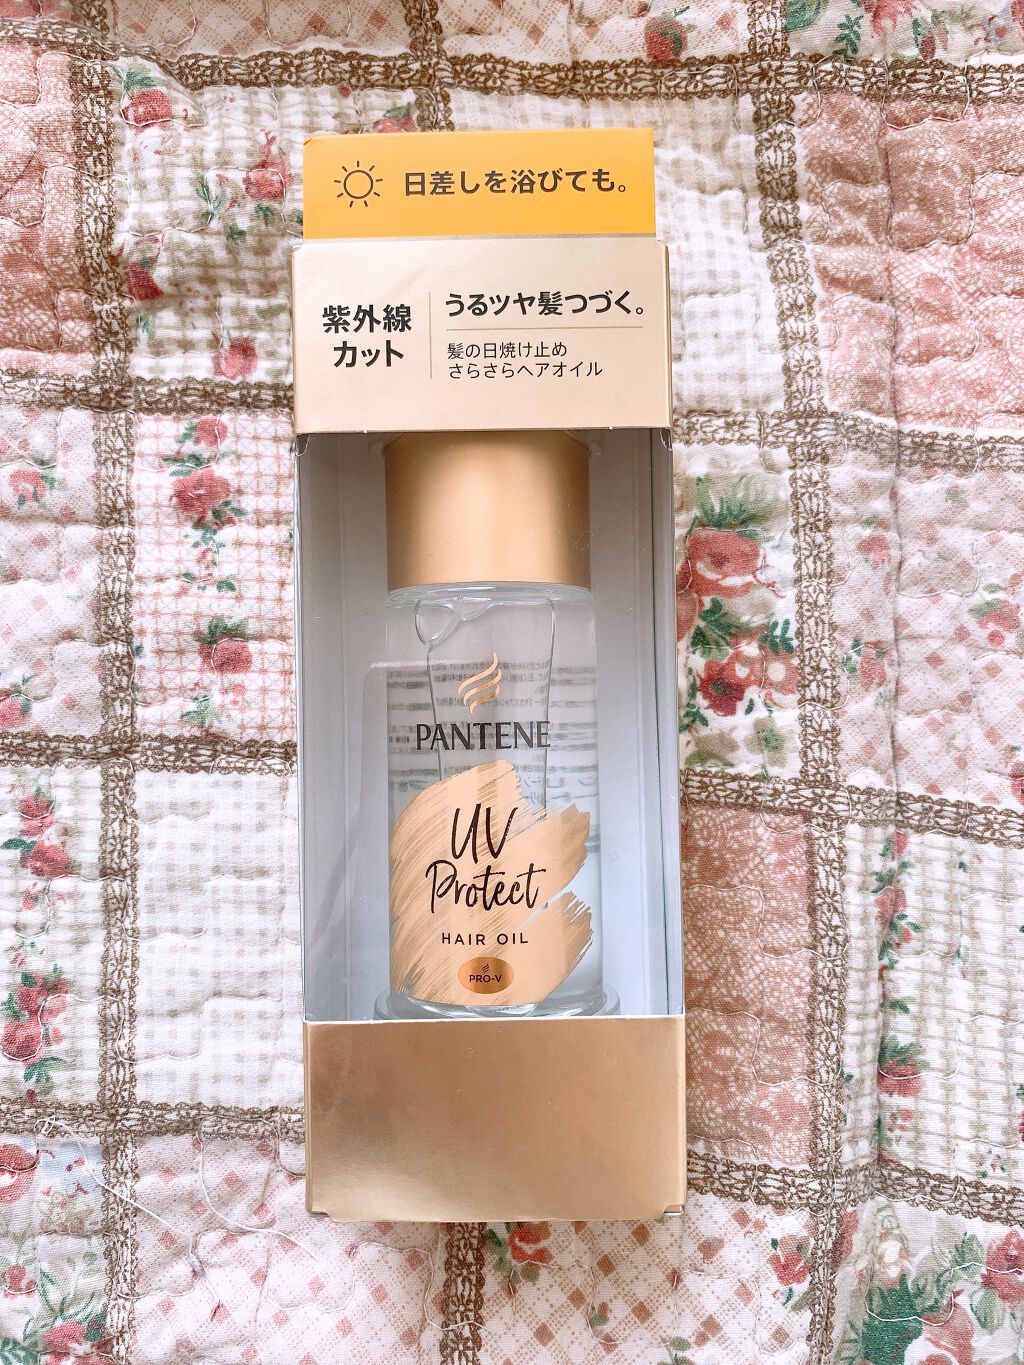 日差しを浴びても。
紫外線
カット
うるツヤ髪つづく。
髪の日焼け止め
さらさらヘアオイル
PANTENE
UV
Protect
HAIR OIL
PRO-V